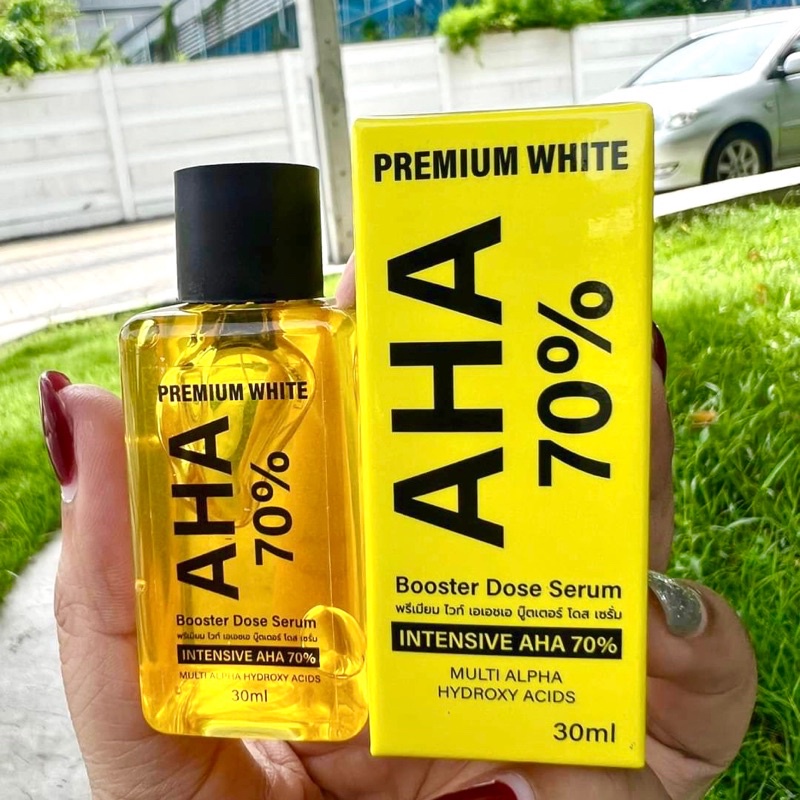 PREMIUM WHITE
AHA
70%
Booster Dose Serum
พรีเมียม ไวท์ เอเอชเอ บู๊ตเตอร์ โดส เซรั่ม
INTENSIVE AHA 70%
MULTI ALPHA HYDROXY ACIDS
30ml
PREMIUM WHITE
AHA
70%
Booster Dose Serum
พรีเมียม ไวท์ เอเอชเอ บู๊ตเตอร์ โดส เซรั่ม
INTENSIVE AHA 70%
MULTI ALPHA
HYDROXY ACIDS
30ml